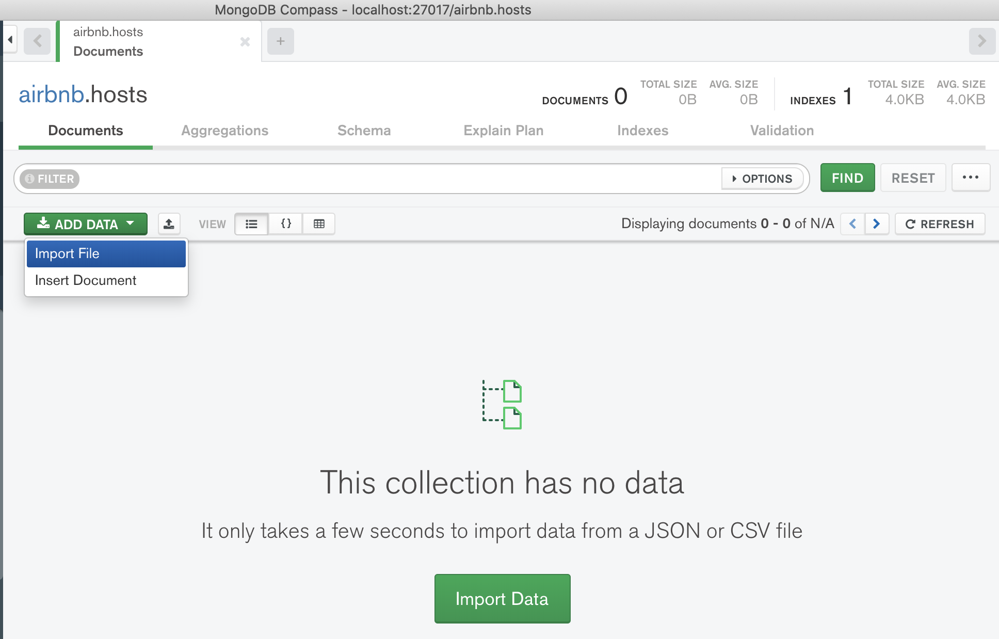 MongoDB Compass - localhost:27017/airbnb.hosts
airbnb.hosts
Documents
airbnb.hosts
DOCUMENTS 0
TOTAL SIZE
0B
AVG. SIZE
0B
INDEXES 1
TOTAL SIZE
4.0KB
AVG. SIZE
4.0KB
Documents Aggregations Schema Explain Plan Indexes Validation
FILTER OPTIONS FIND RESET
ADD DATA VIEW Displaying documents 0 - 0 of N/A REFRESH
Import File
Insert Document
This collection has no data
It only takes a few seconds to import data from a JSON or CSV file
Import Data